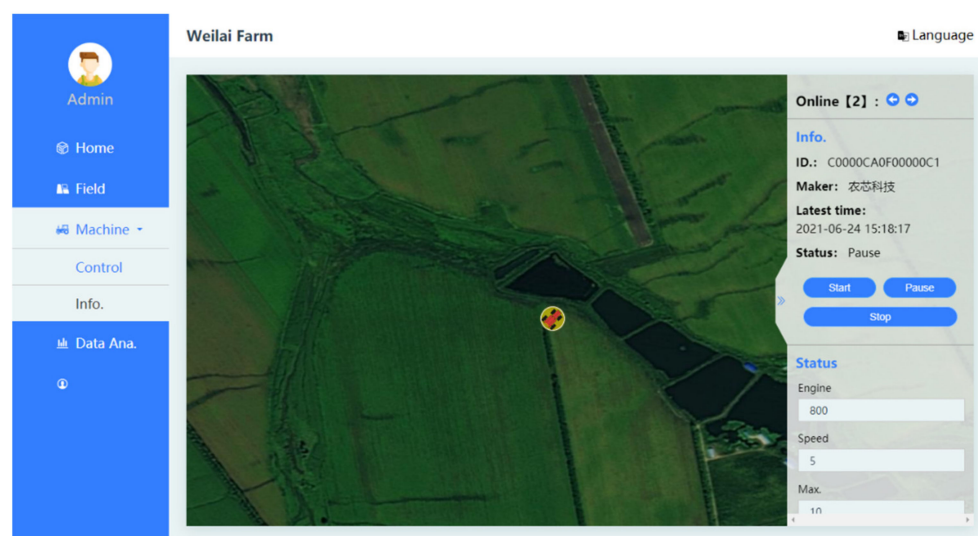 Weilai Farm
Language
Admin
Home
Field
Machine
Control
Info.
Data Ana.
Online【2】:
Info.
ID.: C0000CA0F00000C1
Maker: 农芯科技
Latest time:
2021-06-24 15:18:17
Status: Pause
Start Pause
Stop
Status
Engine
800
Speed
5
Max.
10